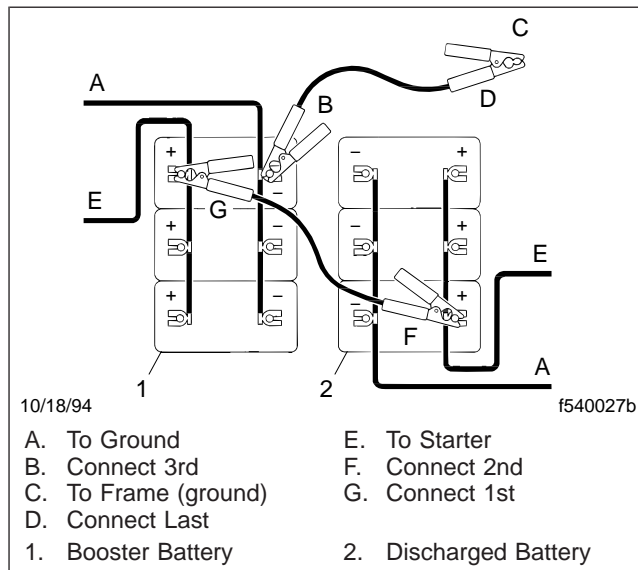 C
A
B
D
+ − − +
E
G
+ − − +
E
+ − − +
F
A
1 2
10/18/94 f540027b
A. To Ground E. To Starter
B. Connect 3rd F. Connect 2nd
C. To Frame (ground) G. Connect 1st
D. Connect Last
1. Booster Battery 2. Discharged Battery